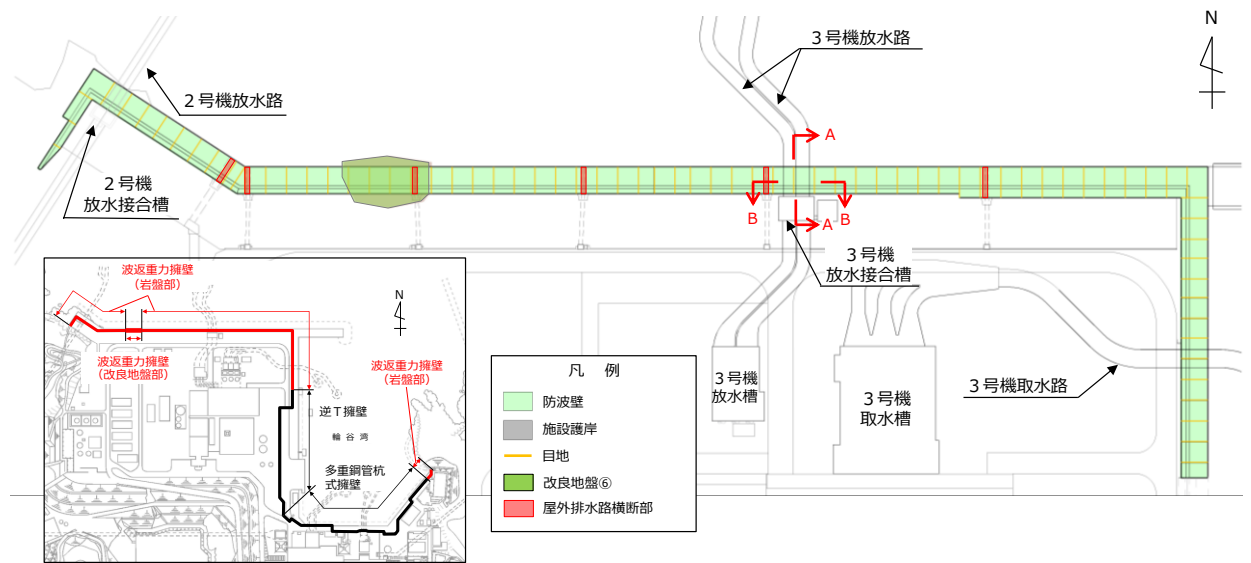 ３号機放水路
N
２号機放水路
A
２号機
放水接合槽
B
B
A
３号機
放水接合槽
波返重力擁壁
（岩盤部）
N
波返重力擁壁
（改良地盤部）
波返重力擁壁
（岩盤部）
逆Ｔ擁壁
輪谷湾
多重鋼管杭
式擁壁
凡　例
防波壁
施設護岸
目地
改良地盤⑥
屋外排水路横断部
３号機
放水槽
３号機
取水槽
３号機取水路